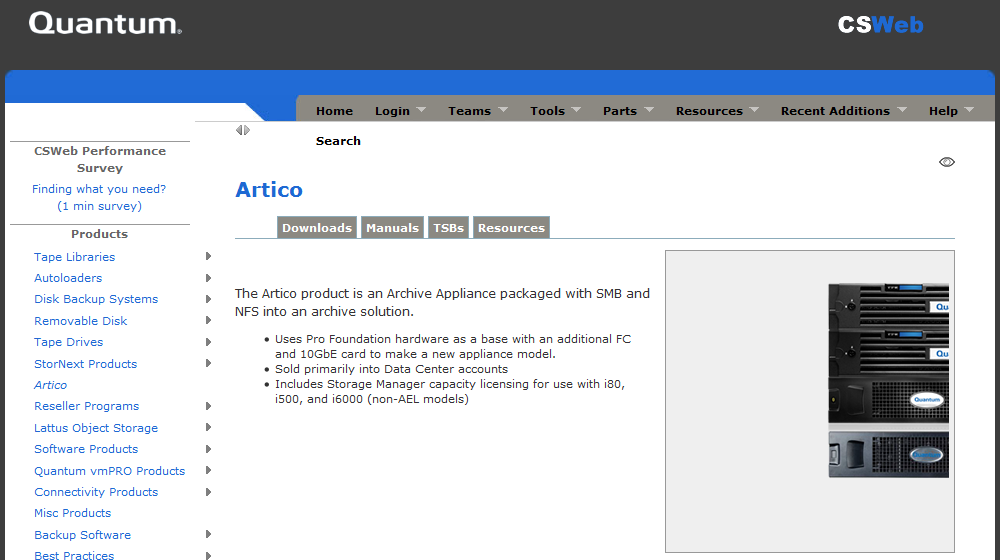 Quantum.
CSWeb
Home Login Teams Tools Parts Resources Recent Additions Help
Search
CSWeb Performance
Survey
Finding what you need?
(1 min survey)
Products
Tape Libraries
Autoloaders
Disk Backup Systems
Removable Disk
Tape Drives
StorNext Products
Artico
Reseller Programs
Lattus Object Storage
Software Products
Quantum vmPRO Products
Connectivity Products
Misc Products
Backup Software
Best Practices
Artico
Downloads Manuals TSBs Resources
The Artico product is an Archive Appliance packaged with SMB and
NFS into an archive solution.
• Uses Pro Foundation hardware as a base with an additional FC
and 10GbE card to make a new appliance model.
• Sold primarily into Data Center accounts
• Includes Storage Manager capacity licensing for use with i80,
i500, and i6000 (non-AEL models)
Qu
Qu
Quantum
Quantum